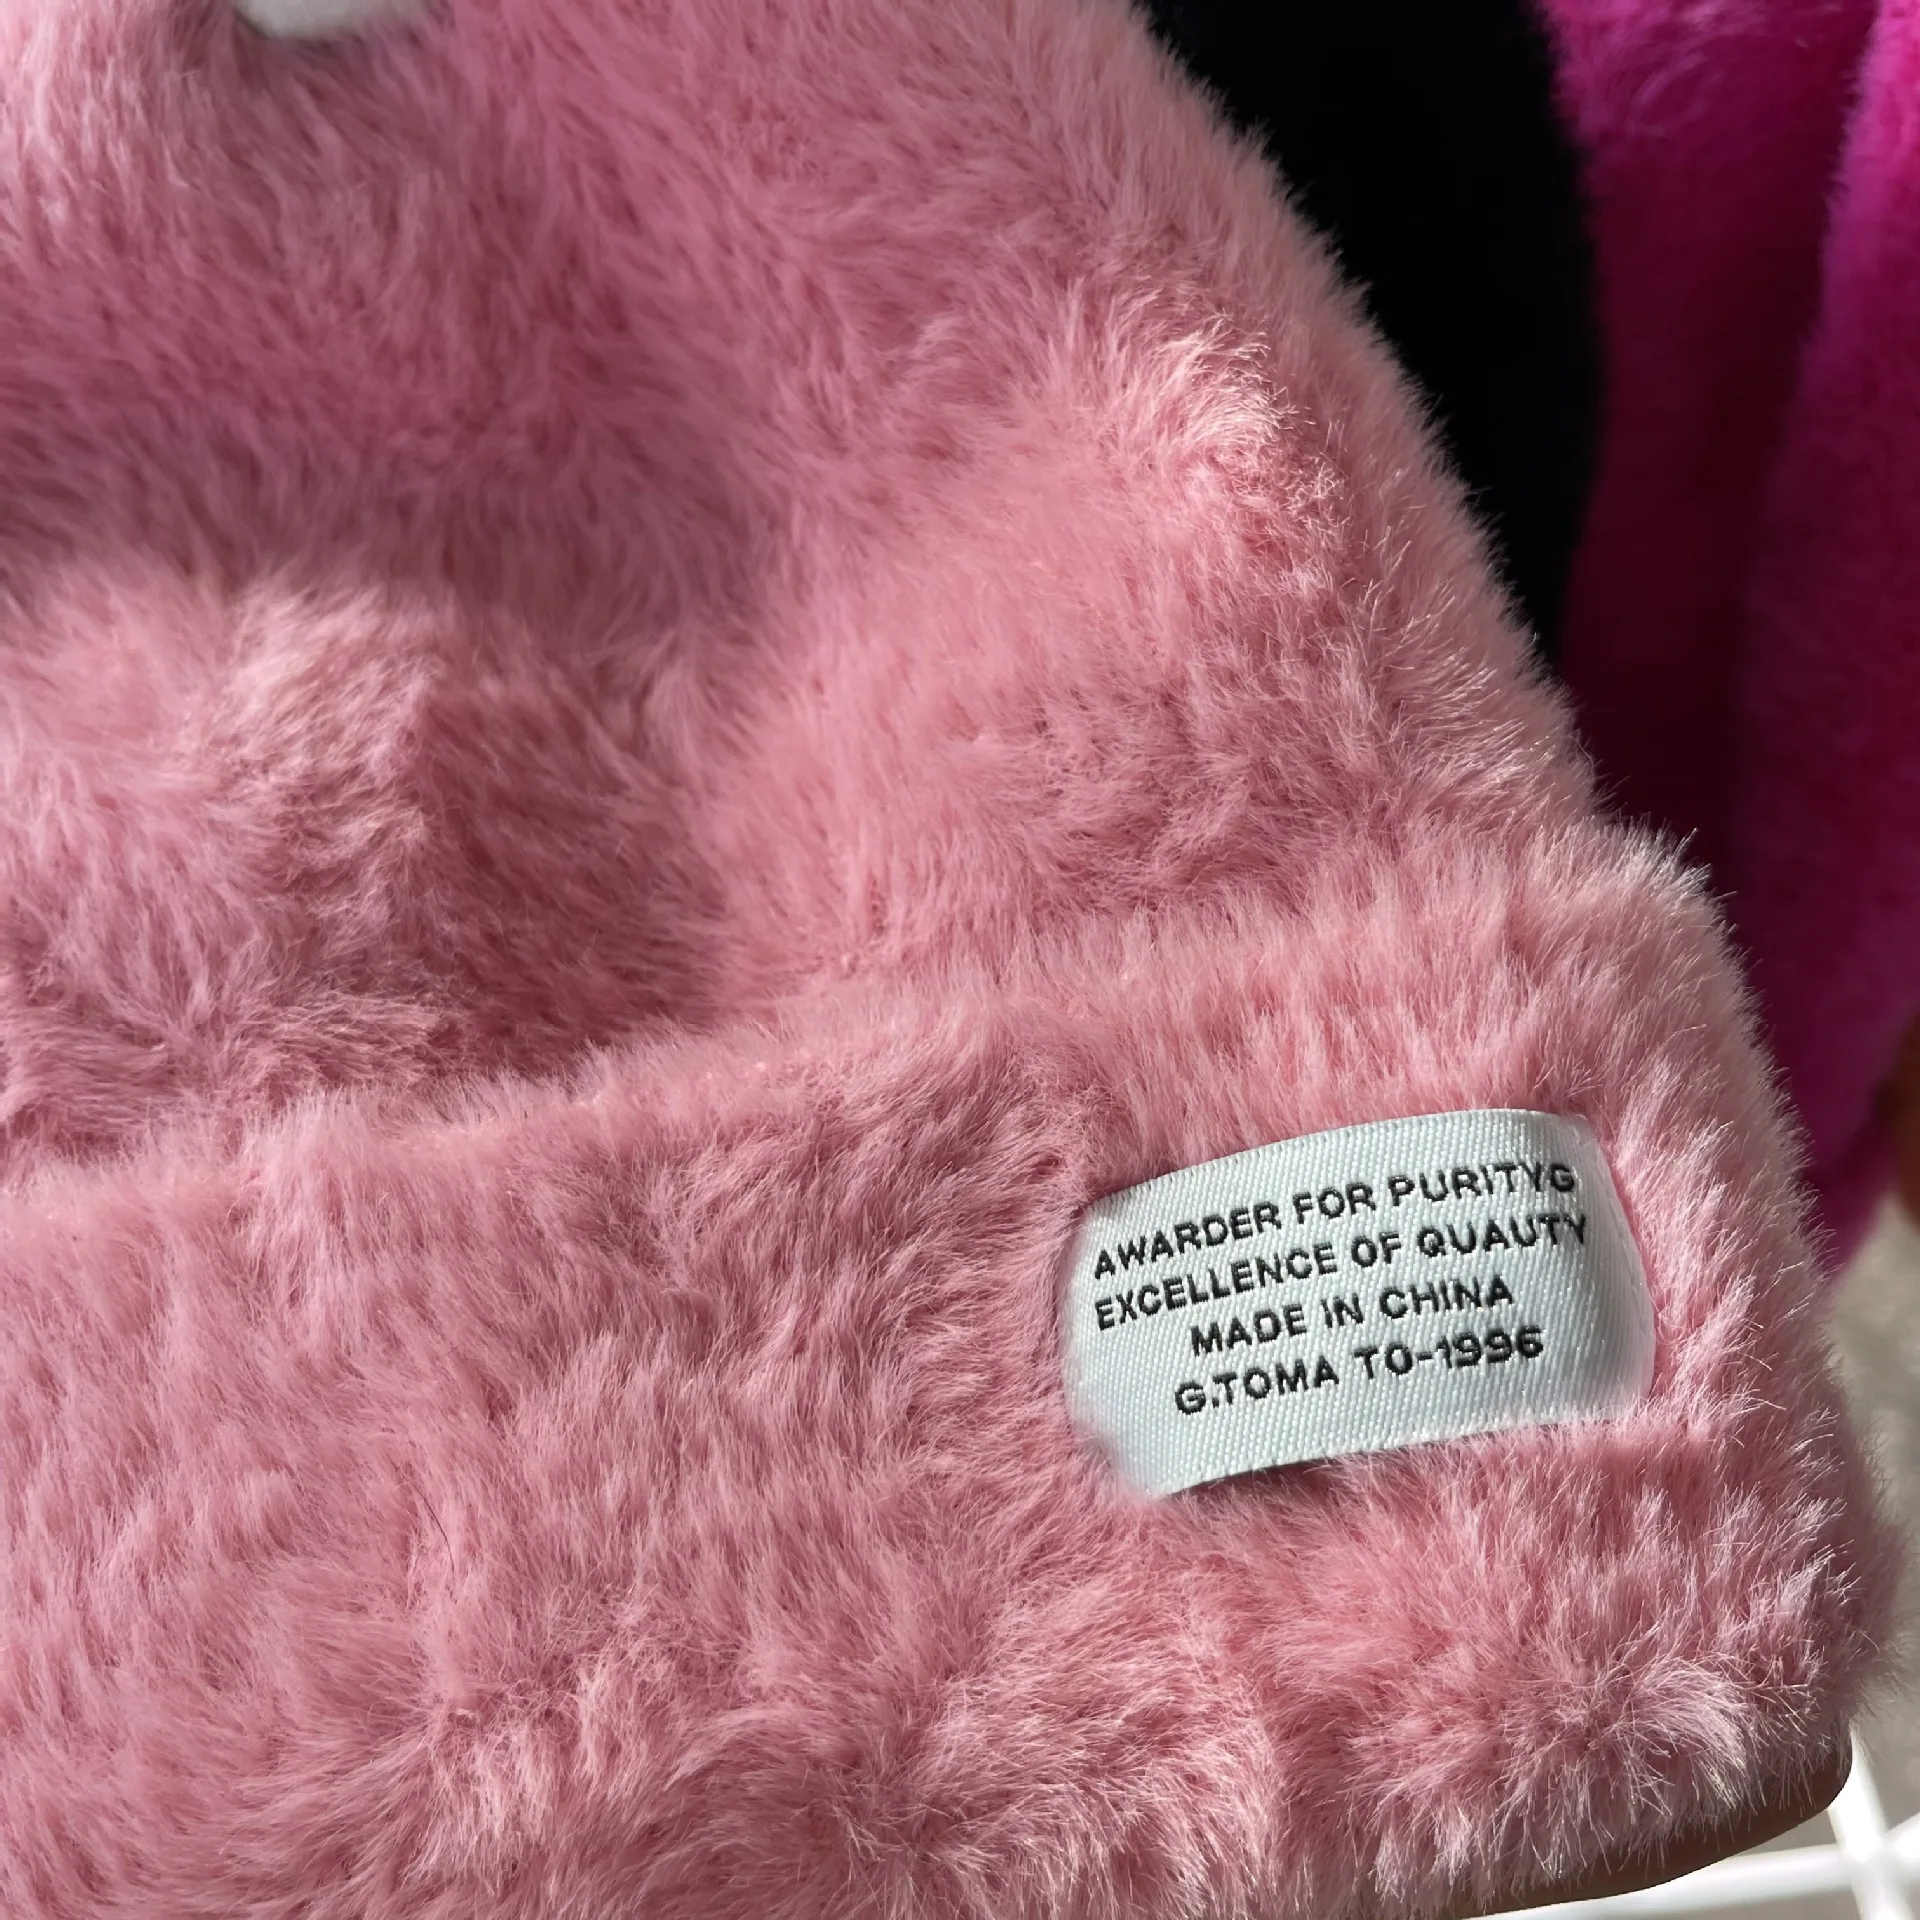 AWARDER FOR PURITYG
EXCELLENCE OF QUAUTY
MADE IN CHINA
G.TOMA TO-1996